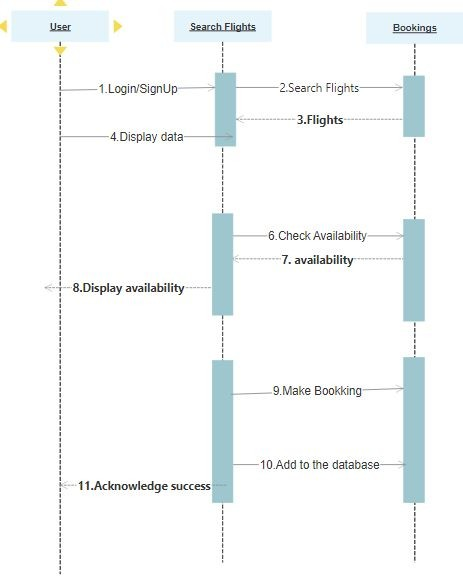 User
Search Flights
Bookings
1.Login/SignUp
2.Search Flights
3.Flights
4.Display data
6.Check Availability
7. availability
8.Display availability
9.Make Bookking
10.Add to the database
11.Acknowledge success